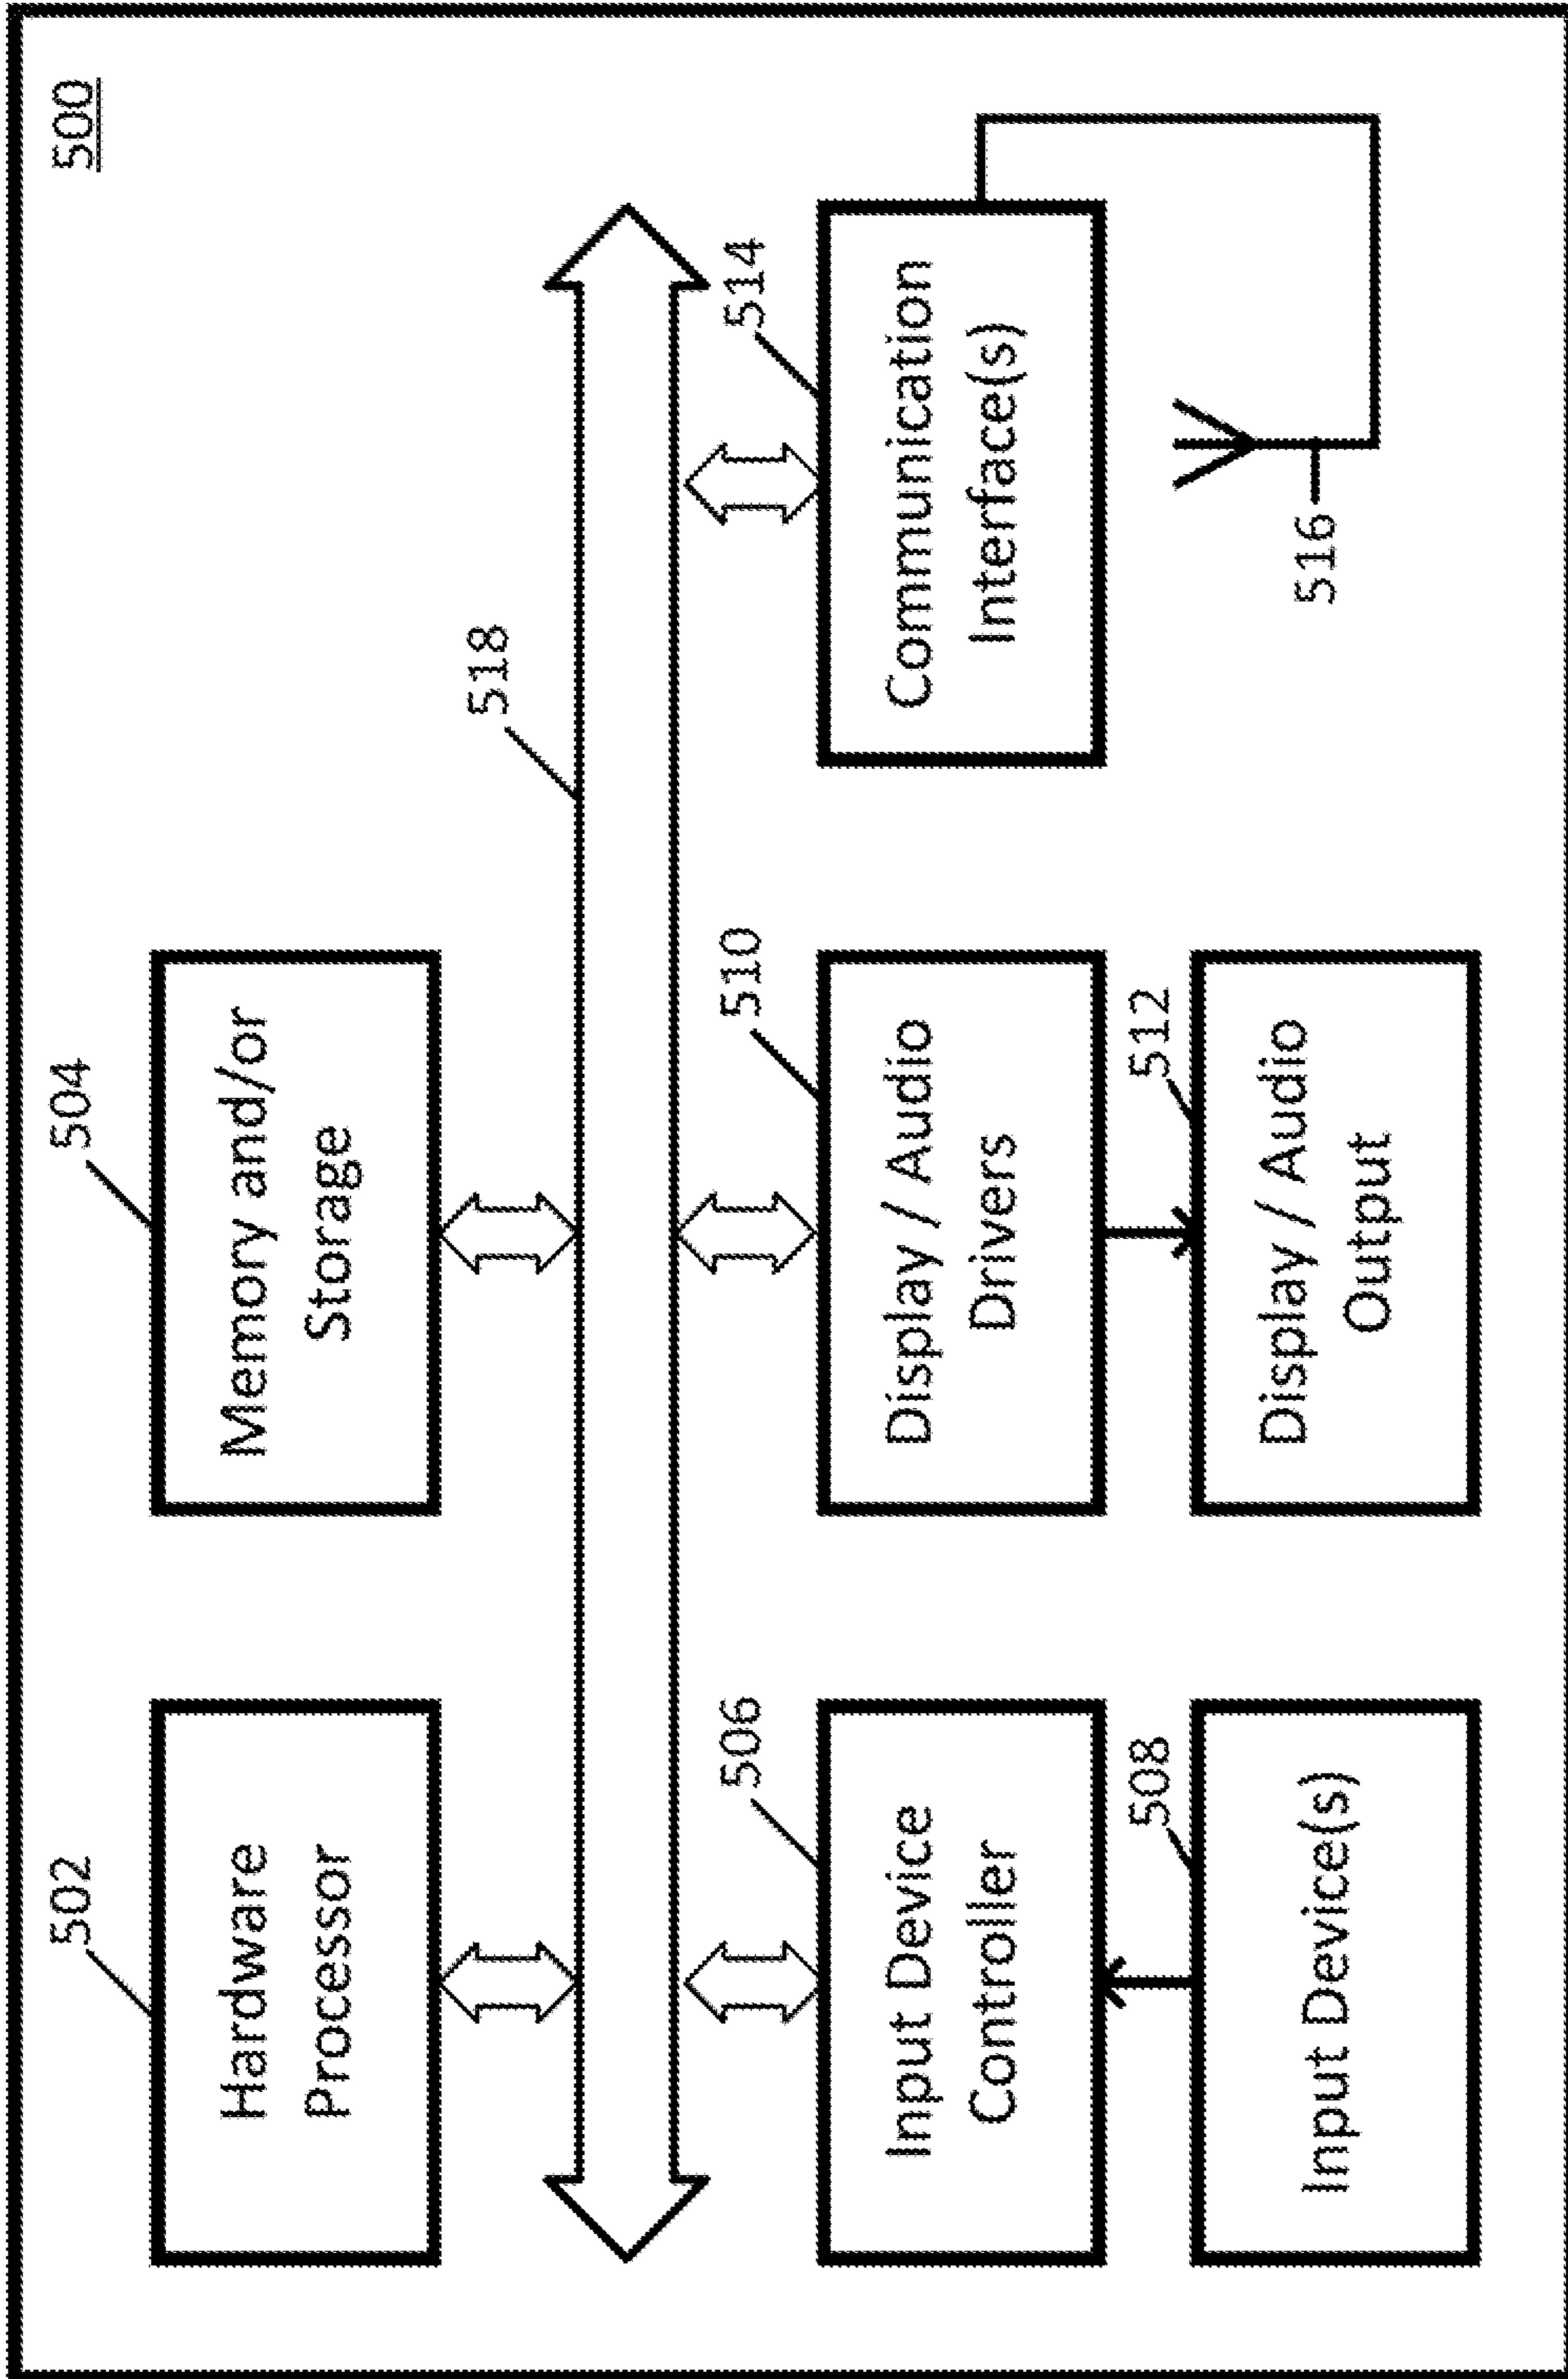 500
502
Hardware
Processor
504
Memory and/or
Storage
518
506
Input Device
Controller
510
Display / Audio
Drivers
514
Communication
Interface(s)
508
Input Device(s)
512
Display / Audio
Output
516